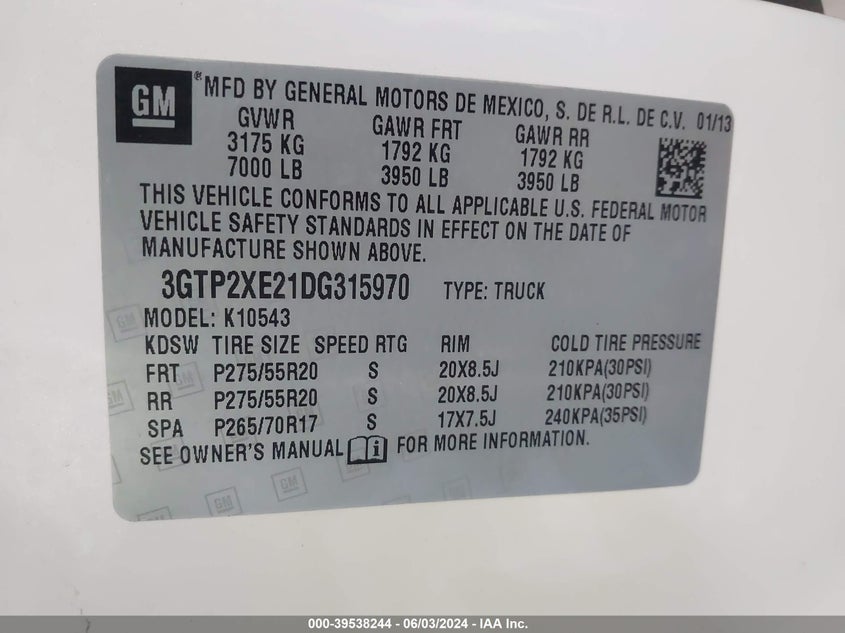 GM ® MFD BY GENERAL MOTORS DE MEXICO, S. DE R.L. DE C.V. 01/13
GVWR GAWR FRT GAWR RR
3175 KG 1792 KG 1792 KG
7000 LB 3950 LB 3950 LB
THIS VEHICLE CONFORMS TO ALL APPLICABLE U.S. FEDERAL MOTOR
VEHICLE SAFETY STANDARDS IN EFFECT ON THE DATE OF
MANUFACTURE SHOWN ABOVE.
3GTP2XE21DG315970 TYPE: TRUCK
MODEL: K10543
KDSW TIRE SIZE SPEED RTG RIM COLD TIRE PRESSURE
FRT P275/55R20 S 20X8.5J 210KPA(30PSI)
RR P275/55R20 S 20X8.5J 210KPA(30PSI)
SPA P265/70R17 S 17X7.5J 240KPA(35PSI)
SEE OWNER'S MANUAL i FOR MORE INFORMATION.
000-39538244 - 06/03/2024 - IAA Inc.